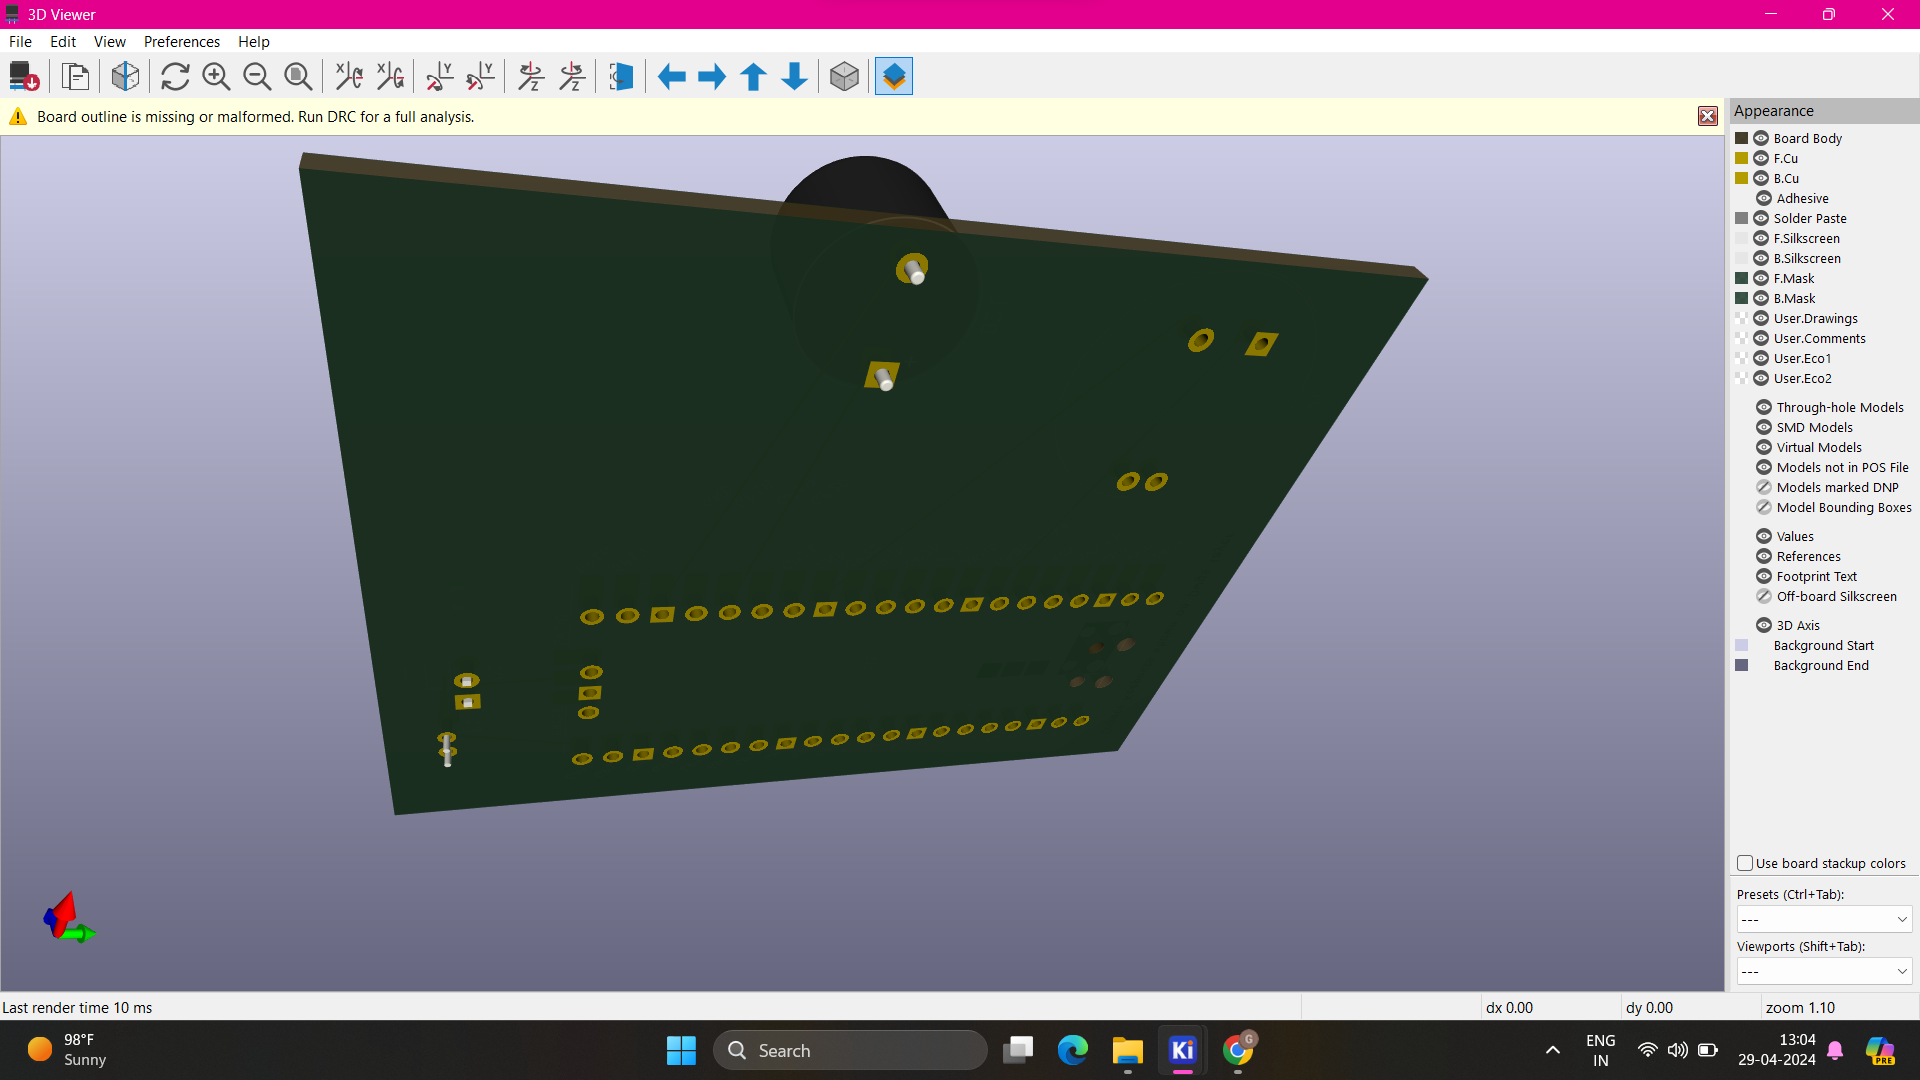 3D Viewer
File Edit View Preferences Help
Board outline is missing or malformed. Run DRC for a full analysis.
Appearance
Board Body
F.Cu
B.Cu
Adhesive
Solder Paste
F.Silkscreen
B.Silkscreen
F.Mask
B.Mask
User.Drawings
User.Comments
User.Eco1
User.Eco2
Through-hole Models
SMD Models
Virtual Models
Models not in POS File
Models marked DNP
Model Bounding Boxes
Values
References
Footprint Text
Off-board Silkscreen
3D Axis
Background Start
Background End
Use board stackup colors
Presets (Ctrl+Tab):
---
Viewports (Shift+Tab):
---
Last render time 10 ms
dx 0.00
dy 0.00
zoom 1.10
98°F
Sunny
Search
Ki
G
ENG
IN
13:04
29-04-2024
PRE